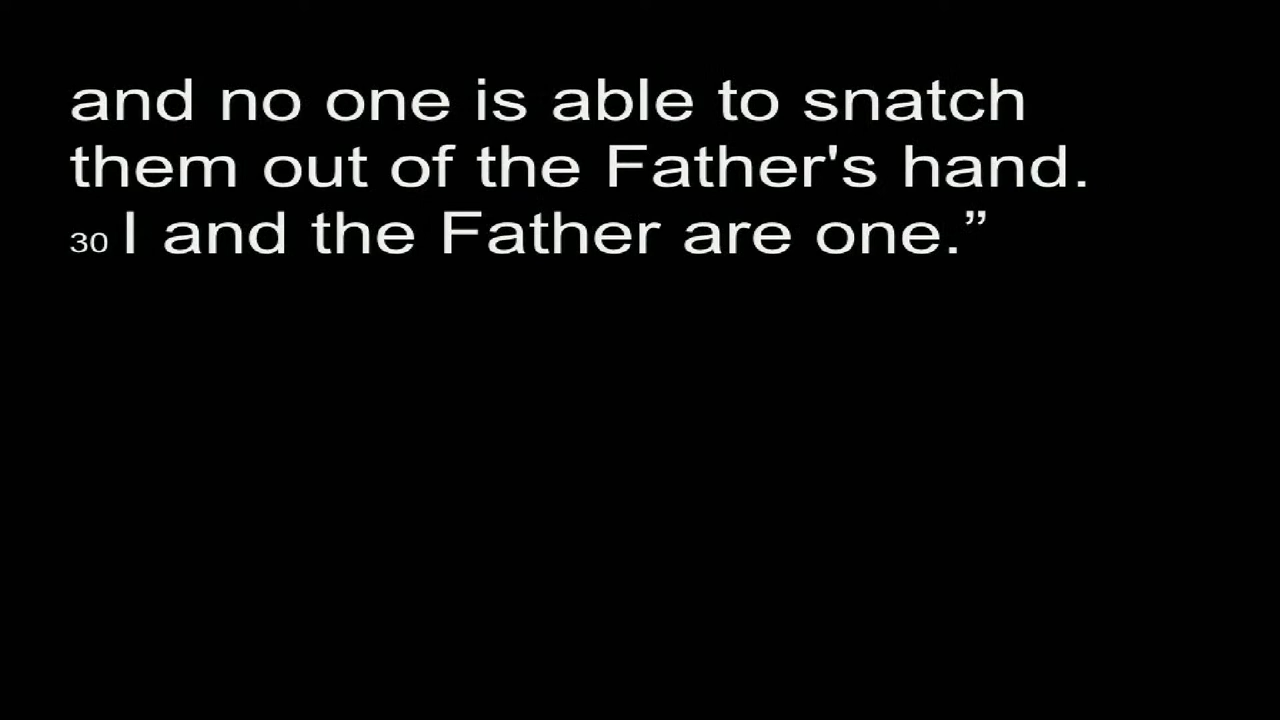 and no one is able to snatch
them out of the Father's hand.
30 I and the Father are one.”